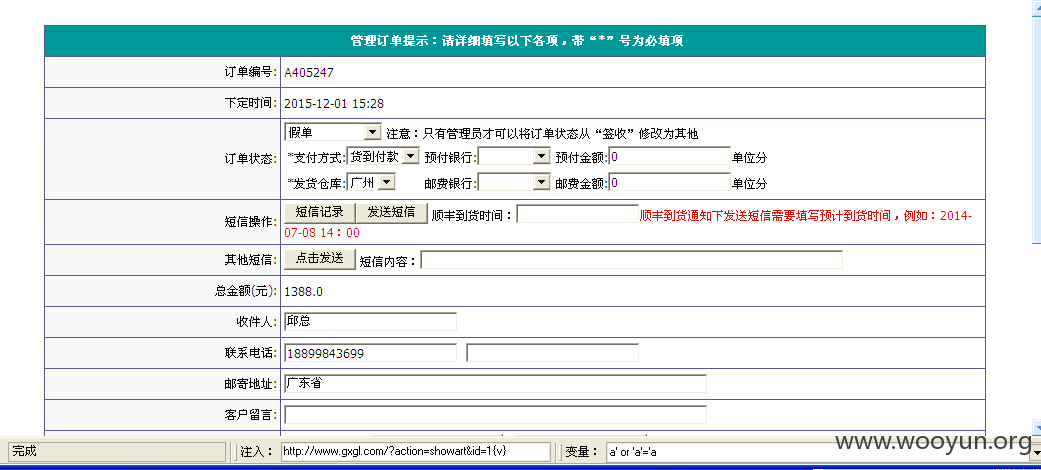 管理订单提示：请详细填写以下各项，带“*”号为必填项
订单编号: A405247
下定时间: 2015-12-01 15:28
订单状态: 假单 注意：只有管理员才可以将订单状态从“签收”修改为其他
*支付方式: 货到付款 预付银行: 预付金额: 0 单位分
*发货仓库: 广州 邮费银行: 邮费金额: 0 单位分
短信操作: 短信记录 发送短信 顺丰到货时间： 顺丰到货通知下发送短信需要填写预计到货时间，例如：2014-
07-08 14：00
其他短信: 点击发送 短信内容：
总金额(元): 1388.0
收件人: 邱总
联系电话: 18899843699
邮寄地址: 广东省
客户留言:
www.wooyun.org
完成 注入： http://www.gxgl.com/?action=showart&id=1{v} 变量： a' or 'a'='a